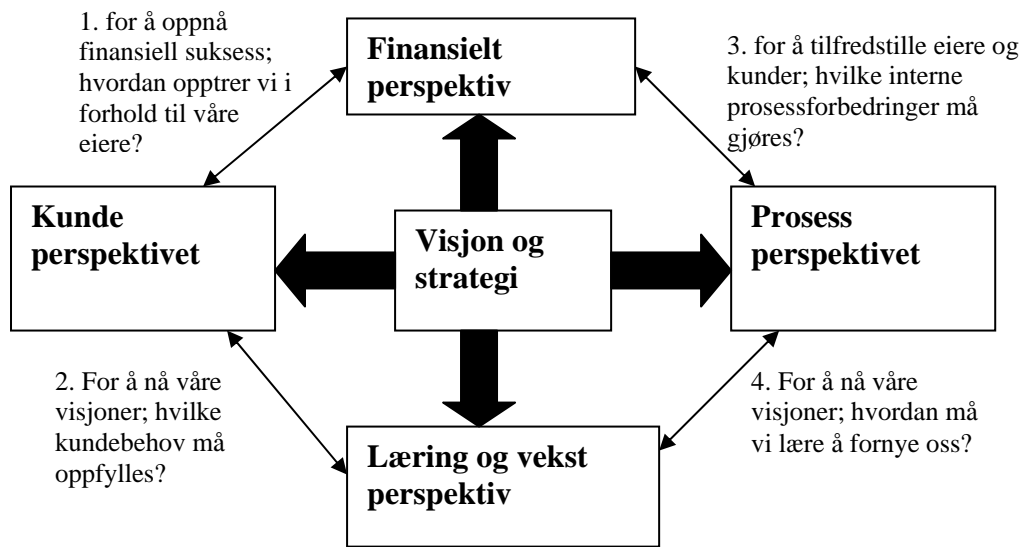 1. for å oppnå
finansiell suksess;
hvordan opptrer vi i
forhold til våre
eiere?
Finansielt
perspektiv
3. for å tilfredstille eiere og
kunder; hvilke interne
prosessforbedringer må
gjøres?
Kunde
perspektivet
Visjon og
strategi
Prosess
perspektivet
2. For å nå våre
visjoner; hvilke
kundebehov må
oppfylles?
Læring og vekst
perspektiv
4. For å nå våre
visjoner; hvordan må
vi lære å fornye oss?